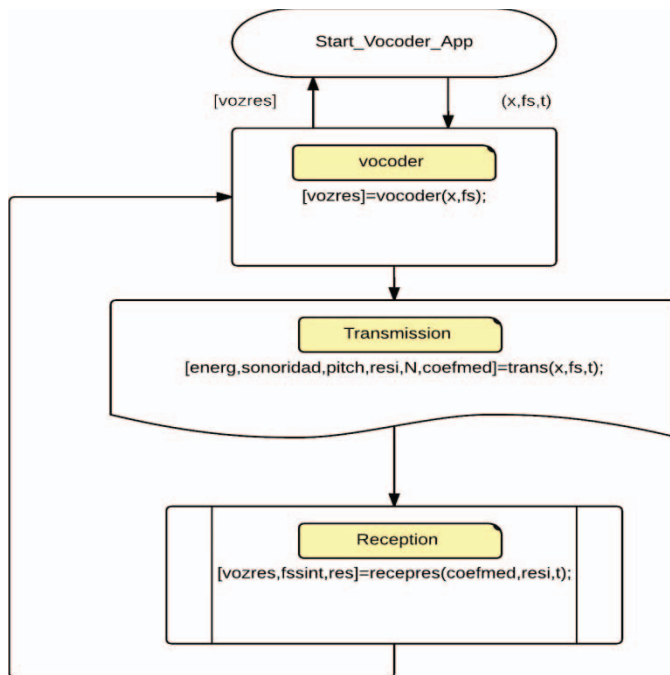 Start_Vocoder_App
[vozres]
(x,fs,t)
vocoder
[vozres]=vocoder(x,fs);
Transmission
[energ,sonoridad,pitch,resi,N,coefmed]=trans(x,fs,t);
Reception
[vozres,fssint,res]=recepres(coefmed,resi,t);